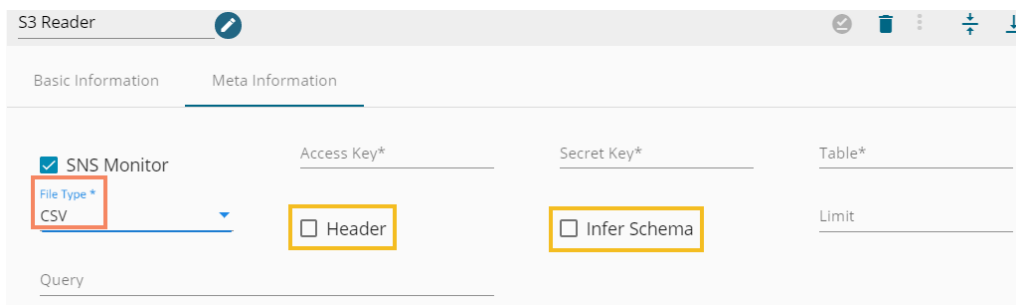 S3 Reader
Basic Information
Meta Information
SNS Monitor
Access Key*
Secret Key*
Table*
File Type *
CSV
Header
Infer Schema
Limit
Query